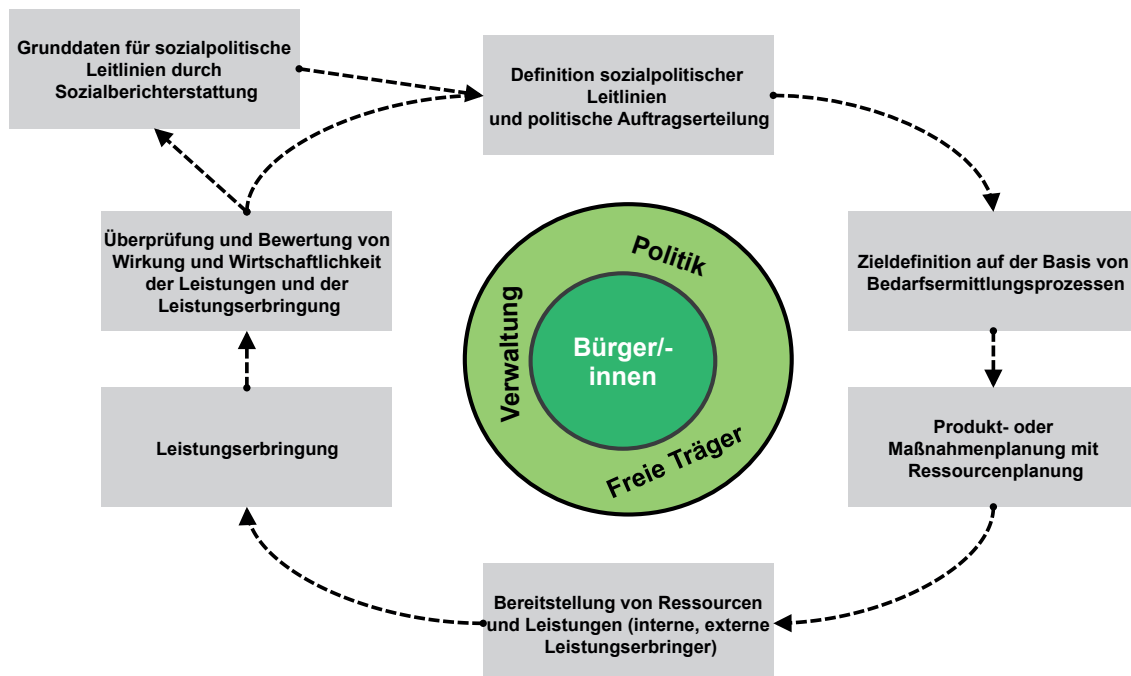 Grunddaten für sozialpolitische
Leitlinien durch
Sozialberichterstattung
Definition sozialpolitischer
Leitlinien
und politische Auftragserteilung
Überprüfung und Bewertung von
Wirkung und Wirtschaftlichkeit
der Leistungen und der
Leistungserbringung
Zieldefinition auf der Basis von
Bedarfsermittlungsprozessen
Politik
Verwaltung
Bürger/-
innen
Freie Träger
Leistungserbringung
Produkt- oder
Maßnahmenplanung mit
Ressourcenplanung
Bereitstellung von Ressourcen
und Leistungen (interne, externe
Leistungserbringer)